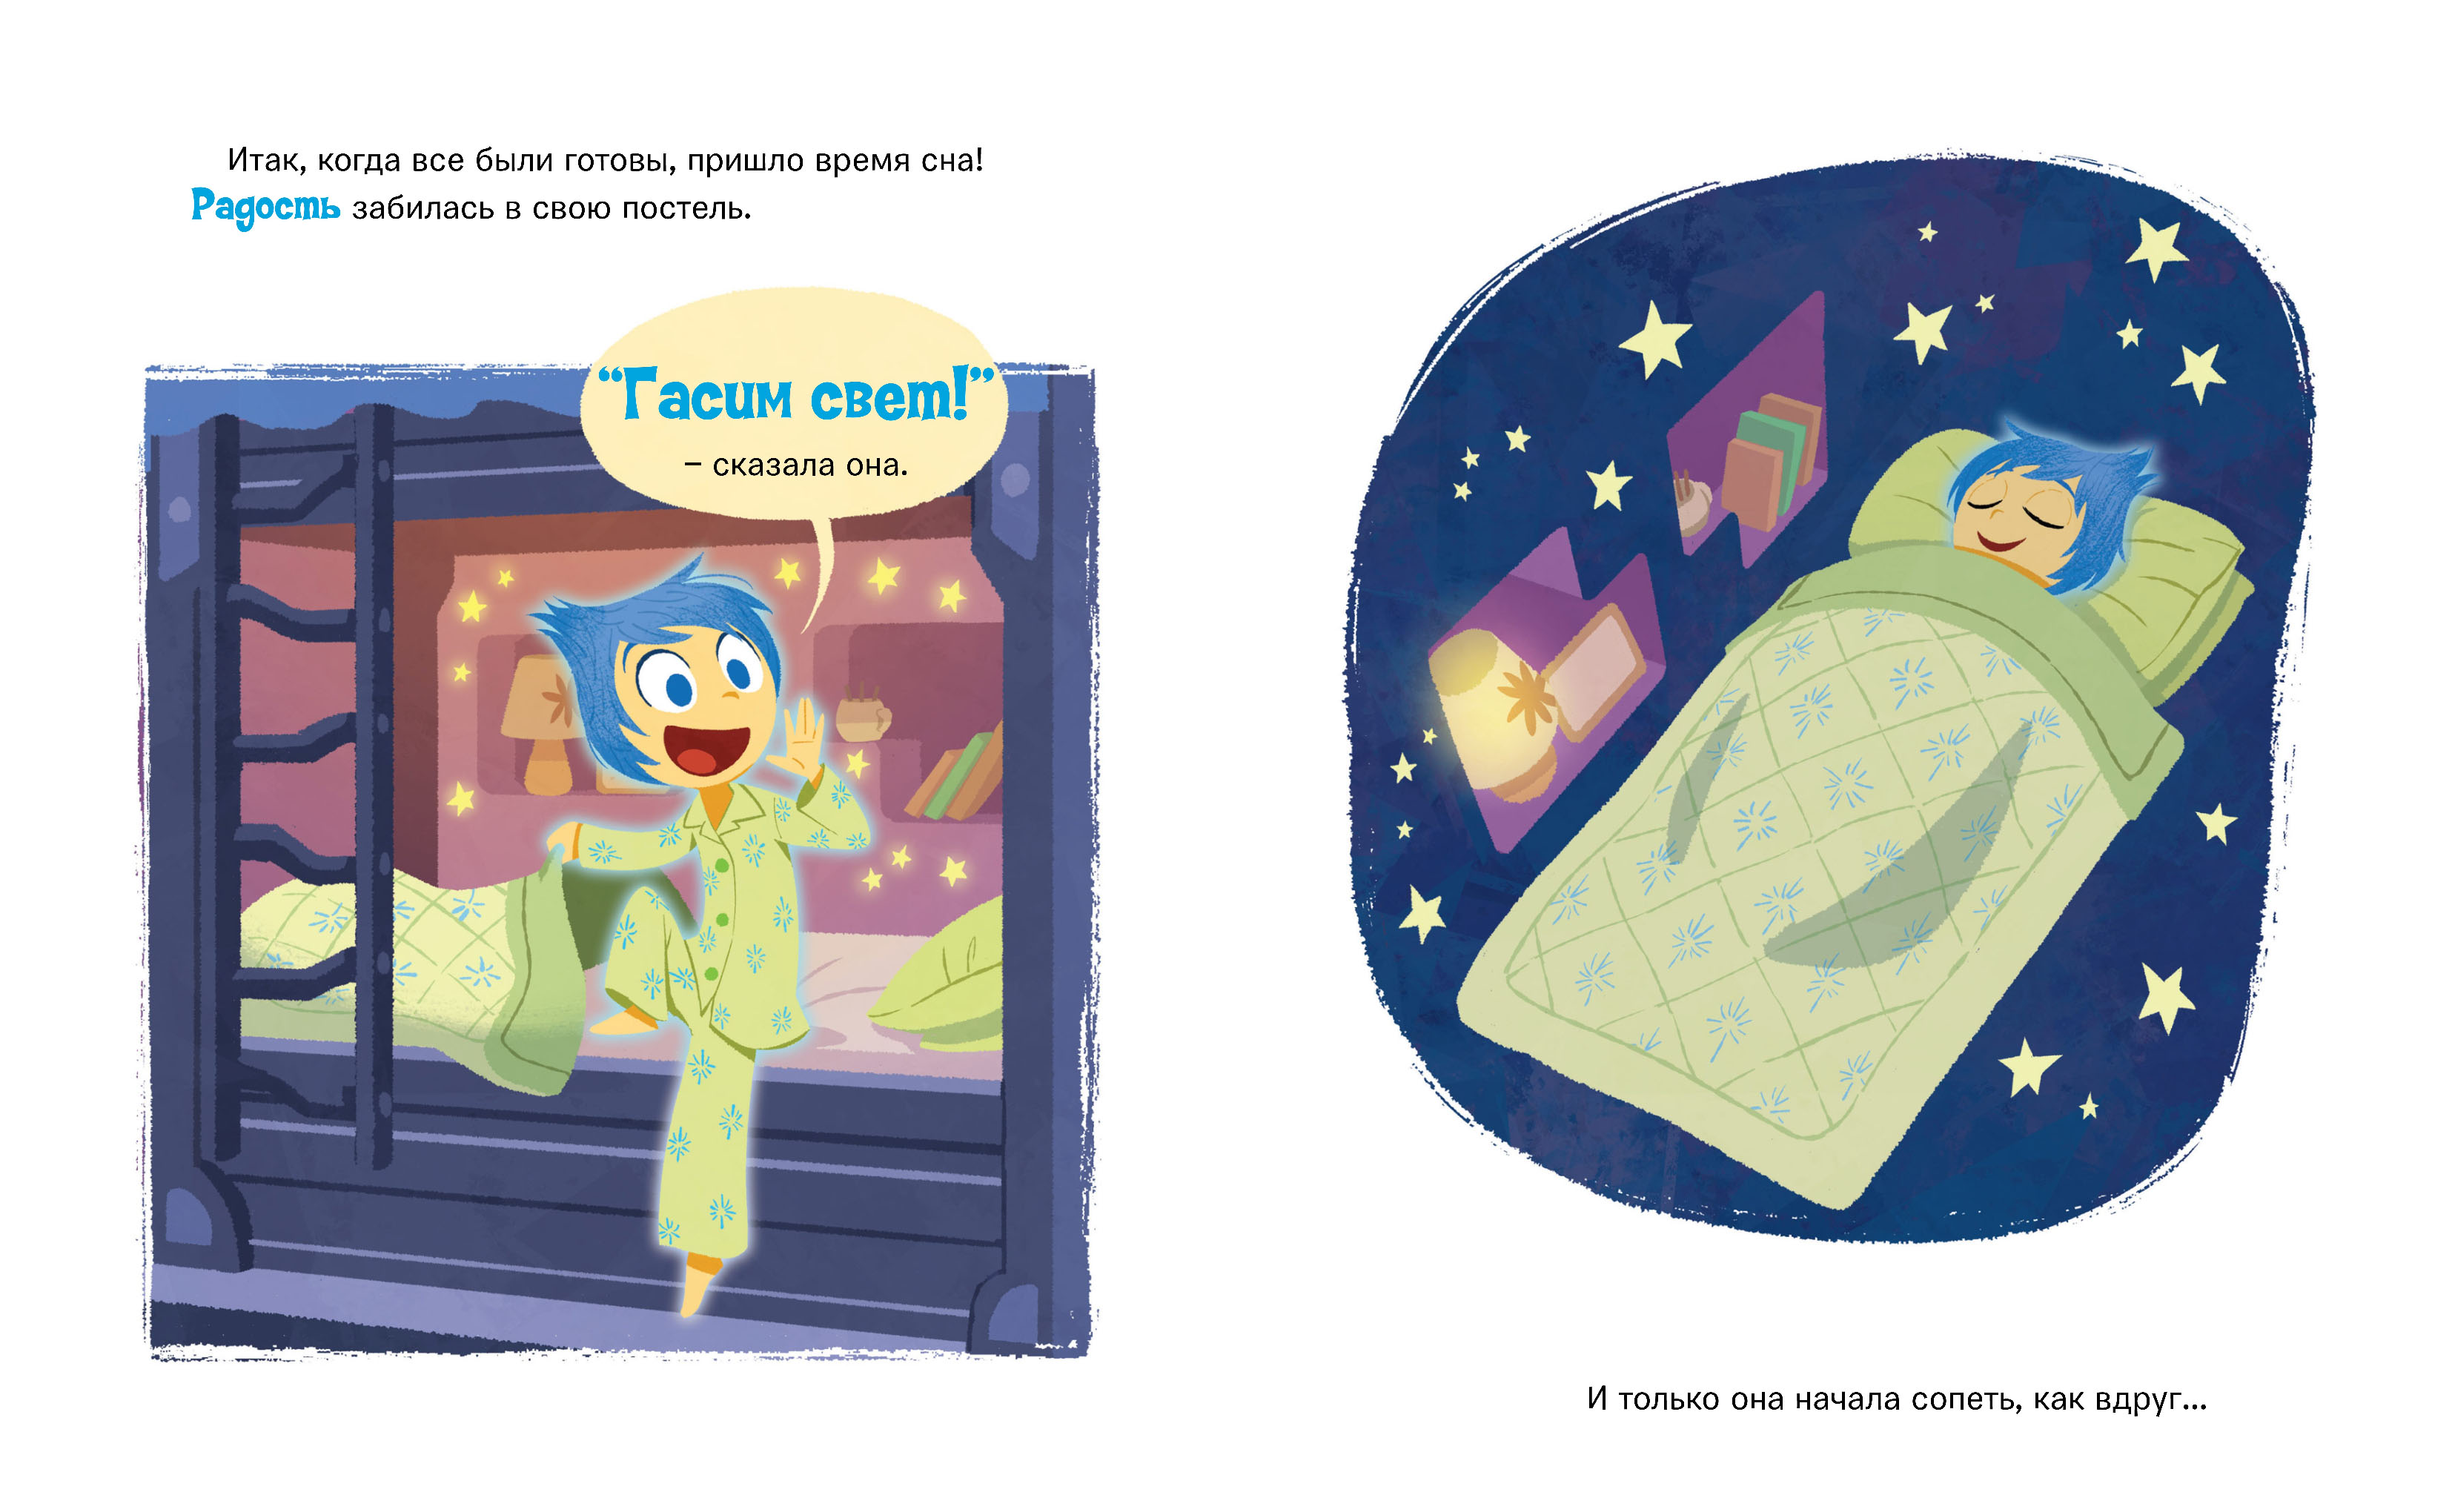 Итак, когда все были готовы, пришло время сна!
Радость забилась в свою постель.
“Гасим свет!”
– сказала она.
И только она начала сопеть, как вдруг...